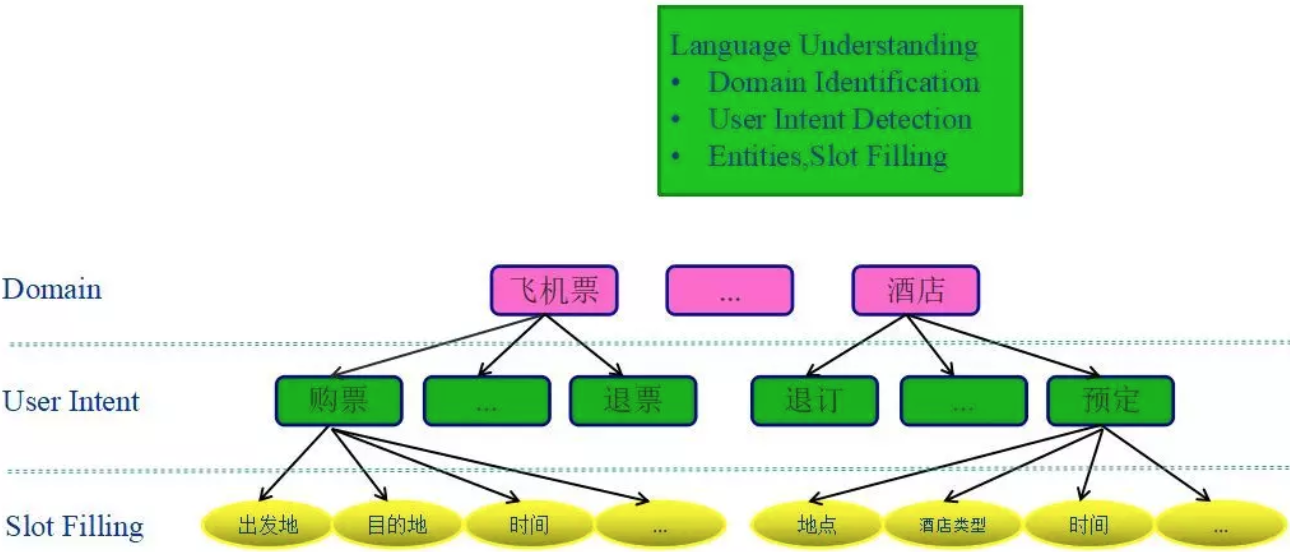 Language Understanding
• Domain Identification
• User Intent Detection
• Entities,Slot Filling
Domain
飞机票
...
酒店
User Intent
购票
...
退票
退订
...
预定
Slot Filling
出发地
目的地
时间
...
地点
酒店类型
时间
...